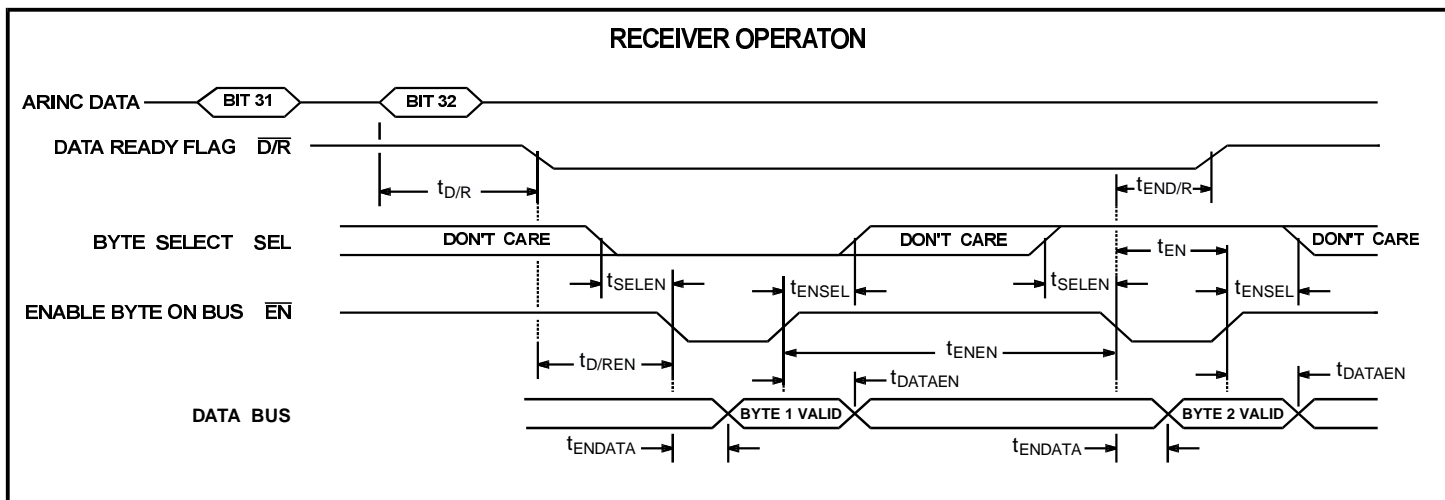 RECEIVER OPERATON
ARINC DATA BIT 31 BIT 32
DATA READY FLAG D/R
tD/R tEND/R
BYTE SELECT SEL DON'T CARE DON'T CARE DON'T CARE
tEN
tSELEN tENSEL tSELEN tENSEL
ENABLE BYTE ON BUS EN
tD/REN tENEN
tDATAEN tDATAEN
DATA BUS BYTE 1 VALID BYTE 2 VALID
tENDATA tENDATA